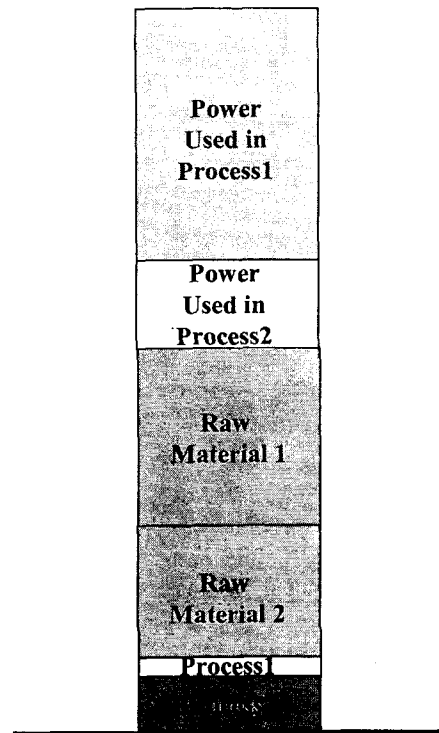 Power
Used in
Process1
Power
Used in
Process2
Raw
Material 1
Raw
Material 2
Process1